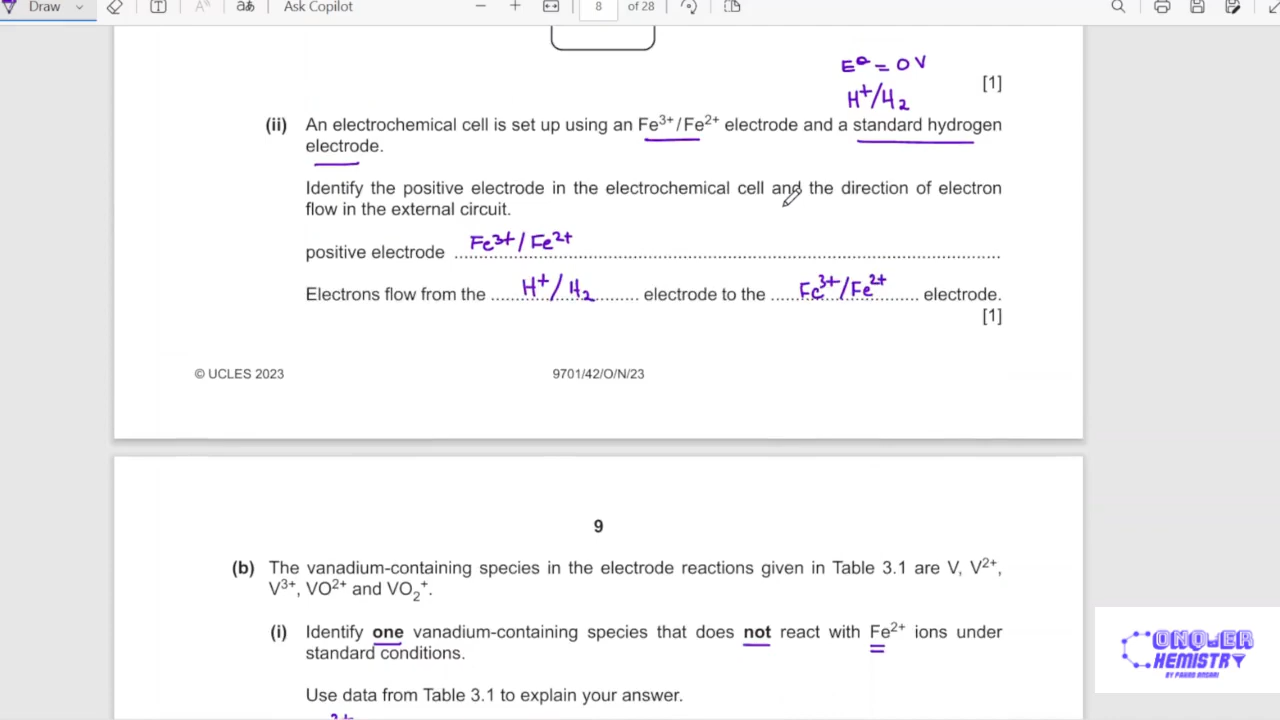 Draw
aあ
Ask Copilot
8 of 28
E⦵ = 0 V
[1]
H⁺/H₂
(ii) An electrochemical cell is set up using an Fe³⁺/Fe²⁺ electrode and a standard hydrogen
electrode.
Identify the positive electrode in the electrochemical cell and the direction of electron
flow in the external circuit.
positive electrode Fe³⁺/Fe²⁺
Electrons flow from the H⁺/H₂ electrode to the Fe³⁺/Fe²⁺ electrode.
[1]
© UCLES 2023 9701/42/O/N/23
9
(b) The vanadium-containing species in the electrode reactions given in Table 3.1 are V, V²⁺,
V³⁺, VO²⁺ and VO₂⁺.
(i) Identify one vanadium-containing species that does not react with Fe²⁺ ions under
standard conditions.
Use data from Table 3.1 to explain your answer.
BY FAHAD ANSARI